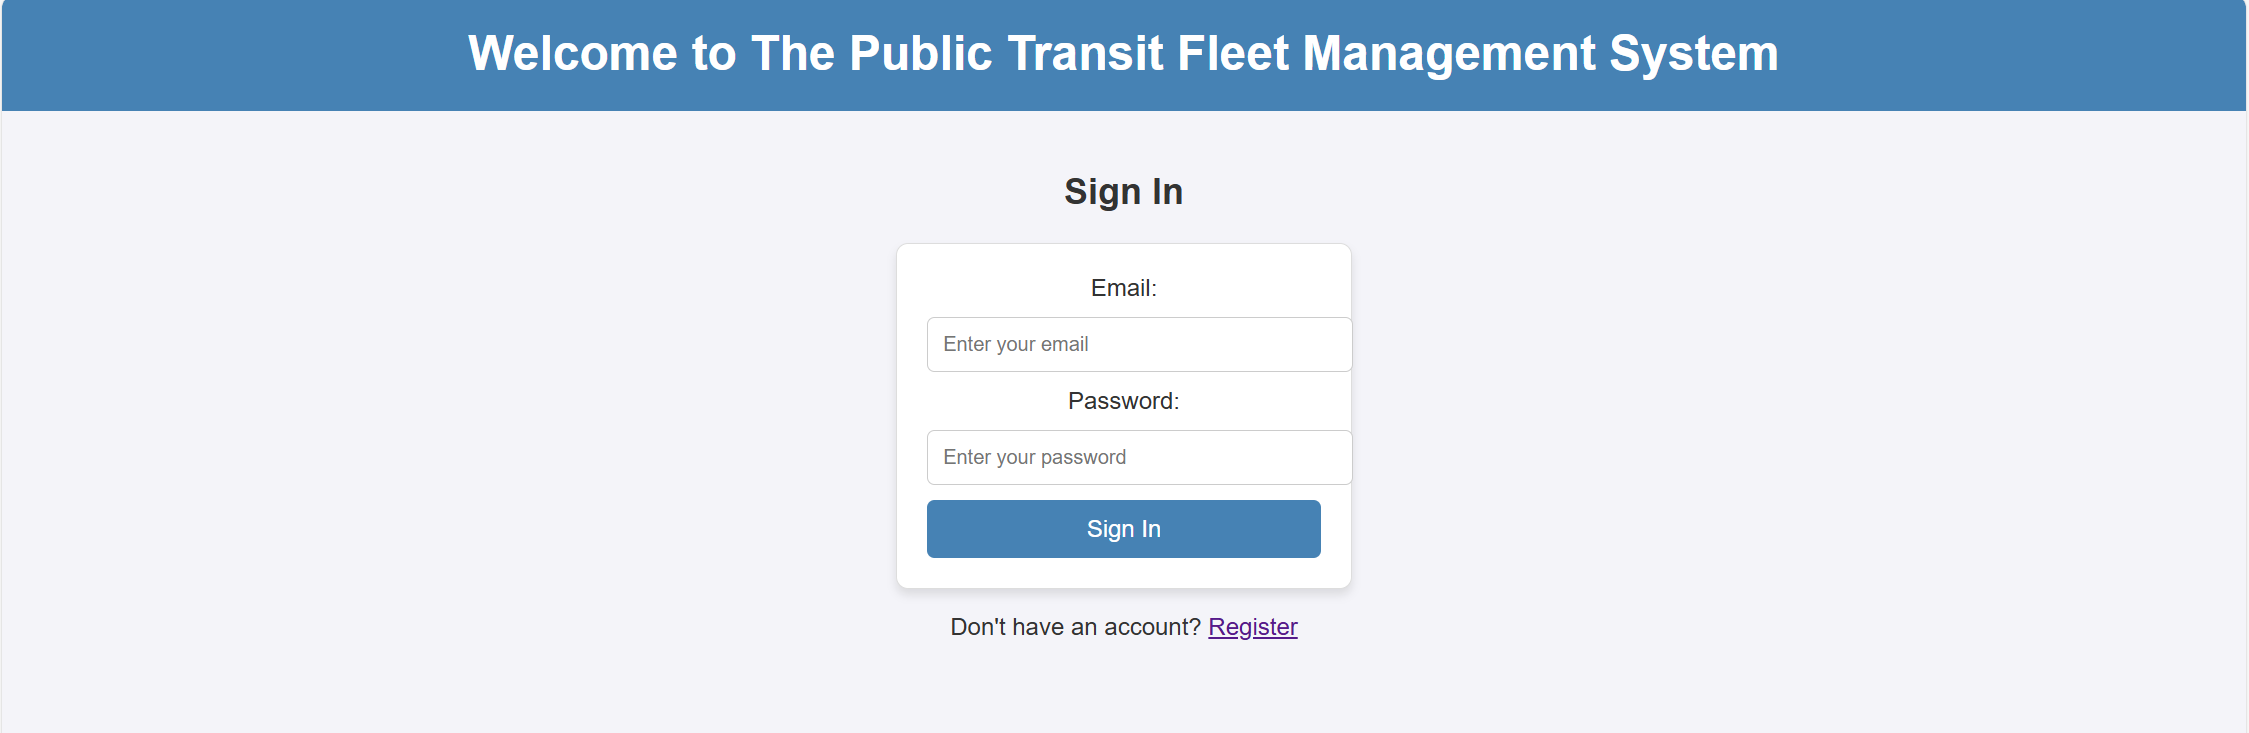 Welcome to The Public Transit Fleet Management System
Sign In
Email:
Enter your email
Password:
Enter your password
Sign In
Don't have an account? Register